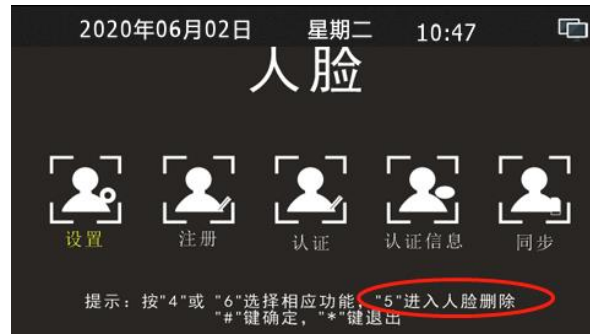 2020年06月02日 星期二 10:47
人脸
设置 注册 认证 认证信息 同步
提示：按"4"或 "6"选择相应功能，"5"进入人脸删除
"#"键确定，"*"键退出